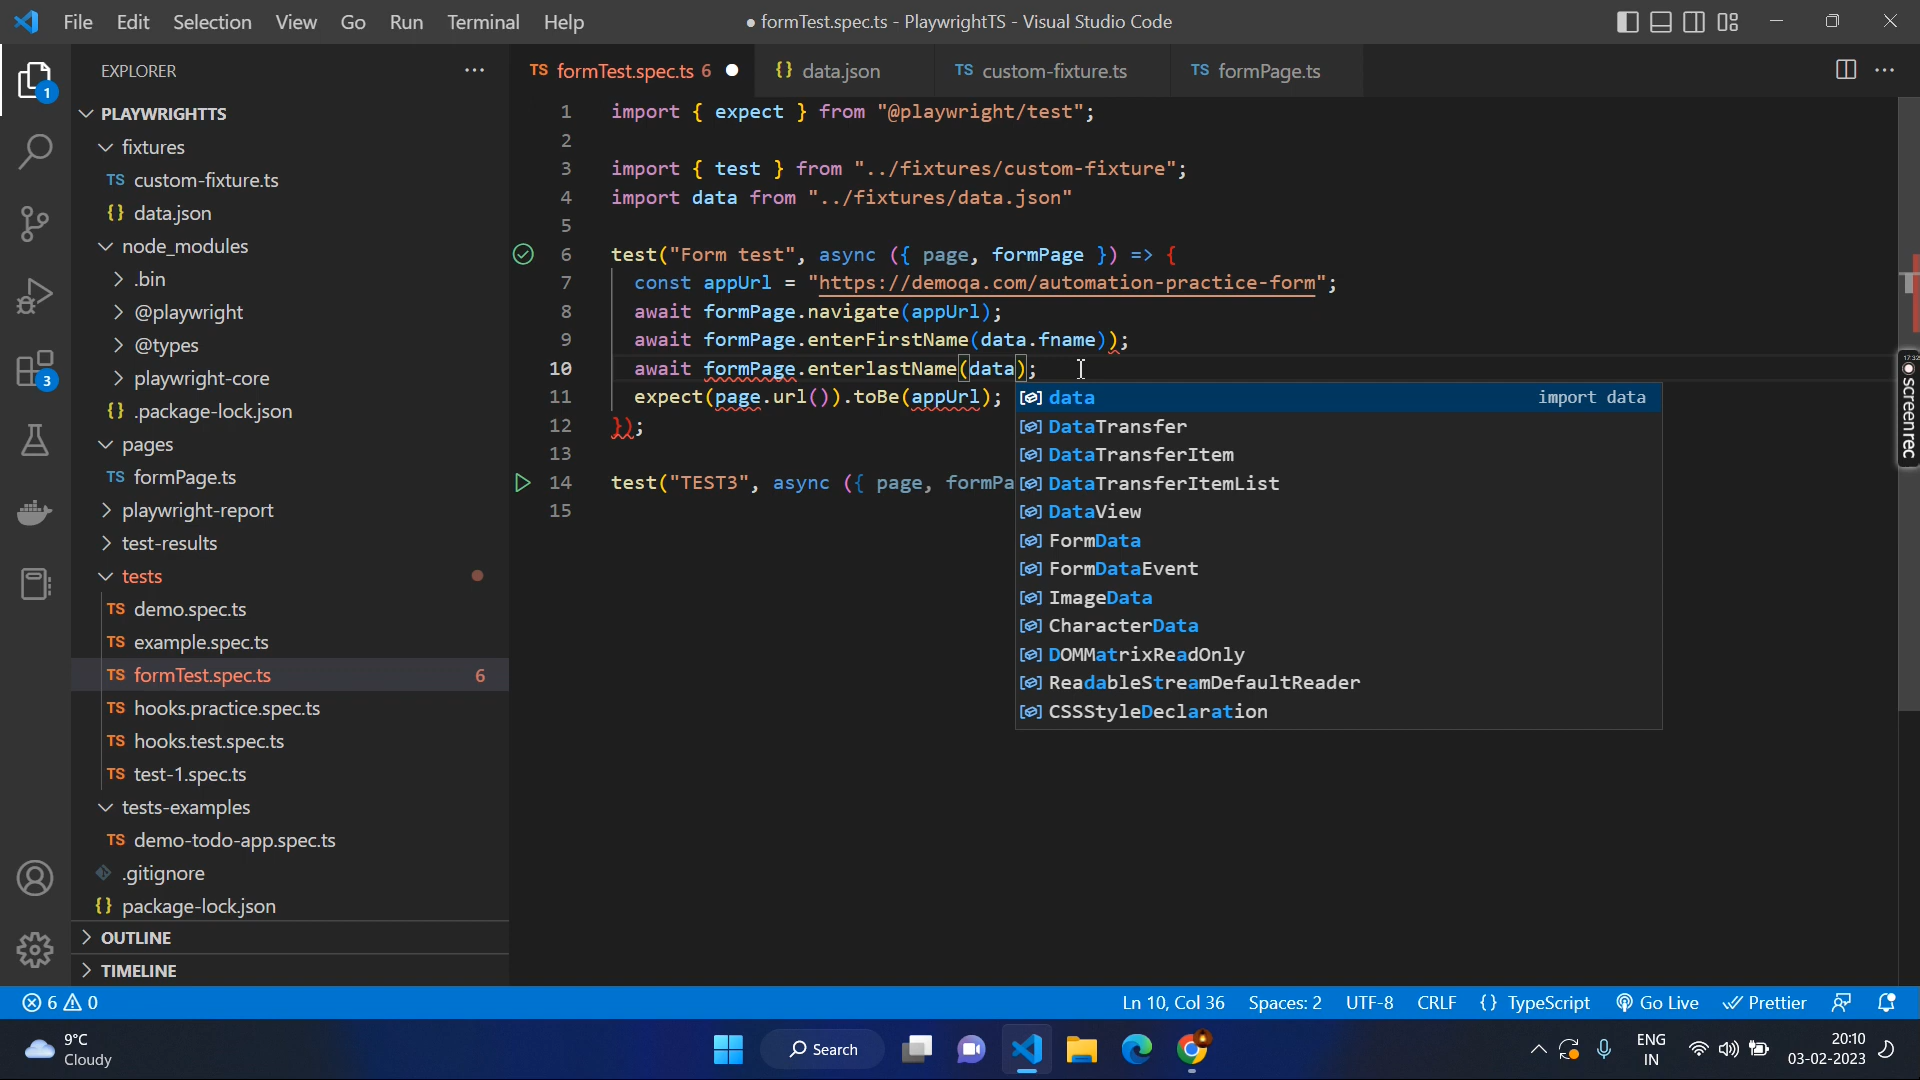 File Edit Selection View Go Run Terminal Help
● formTest.spec.ts - PlaywrightTS - Visual Studio Code
EXPLORER
TS formTest.spec.ts 6 ●
{} data.json
TS custom-fixture.ts
TS formPage.ts
1
PLAYWRIGHTTS
fixtures
TS custom-fixture.ts
{} data.json
node_modules
.bin
@playwright
@types
playwright-core
{} .package-lock.json
pages
TS formPage.ts
playwright-report
test-results
tests
TS demo.spec.ts
TS example.spec.ts
TS formTest.spec.ts 6
TS hooks.practice.spec.ts
TS hooks.test.spec.ts
TS test-1.spec.ts
tests-examples
TS demo-todo-app.spec.ts
.gitignore
{} package-lock.json
OUTLINE
TIMELINE
3
1 import { expect } from "@playwright/test";
2
3 import { test } from "../fixtures/custom-fixture";
4 import data from "../fixtures/data.json"
5
6 test("Form test", async ({ page, formPage }) => {
7 const appUrl = "https://demoqa.com/automation-practice-form";
8 await formPage.navigate(appUrl);
9 await formPage.enterFirstName(data.fname));
10 await formPage.enterlastName(data);
11 expect(page.url()).toBe(appUrl);
12 });
13
14 test("TEST3", async ({ page, formPa
15
data import data
DataTransfer
DataTransferItem
DataTransferItemList
DataView
FormData
FormDataEvent
ImageData
CharacterData
DOMMatrixReadOnly
ReadableStreamDefaultReader
CSSStyleDeclaration
17:32
screenrec
6 0
Ln 10, Col 36 Spaces: 2 UTF-8 CRLF {} TypeScript Go Live Prettier
9°C
Cloudy
Search
ENG
IN
20:10
03-02-2023